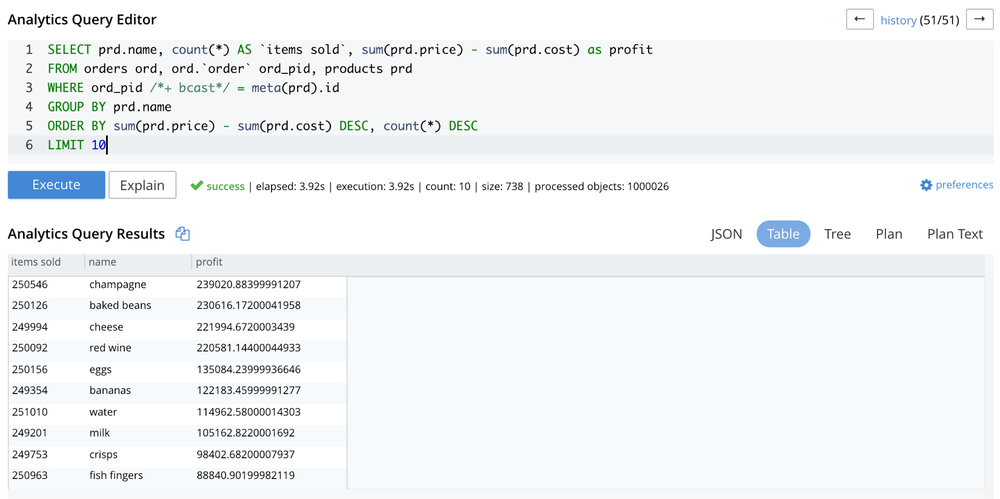 Analytics Query Editor
← history (51/51) →
1 SELECT prd.name, count(*) AS `items sold`, sum(prd.price) - sum(prd.cost) as profit
2 FROM orders ord, ord.`order` ord_pid, products prd
3 WHERE ord_pid /*+ bcast*/ = meta(prd).id
4 GROUP BY prd.name
5 ORDER BY sum(prd.price) - sum(prd.cost) DESC, count(*) DESC
6 LIMIT 10
Execute Explain success | elapsed: 3.92s | execution: 3.92s | count: 10 | size: 738 | processed objects: 1000026 preferences
Analytics Query Results JSON Table Tree Plan Plan Text
items sold name profit
250546 champagne 239020.88399991207
250126 baked beans 230616.17200041958
249994 cheese 221994.6720003439
250092 red wine 220581.14400044933
250156 eggs 135084.23999936646
249354 bananas 122183.45999991277
251010 water 114962.58000014303
249201 milk 105162.8220001692
249753 crisps 98402.68200007937
250963 fish fingers 88840.90199982119